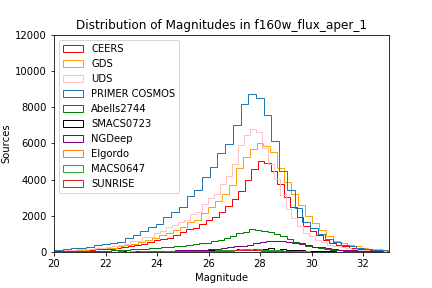 Distribution of Magnitudes in f160w_flux_aper_1
12000
10000
8000
6000
4000
2000
0
Sources
CEERS
GDS
UDS
PRIMER COSMOS
Abells2744
SMACS0723
NGDeep
Elgordo
MACS0647
SUNRISE
20 22 24 26 28 30 32
Magnitude